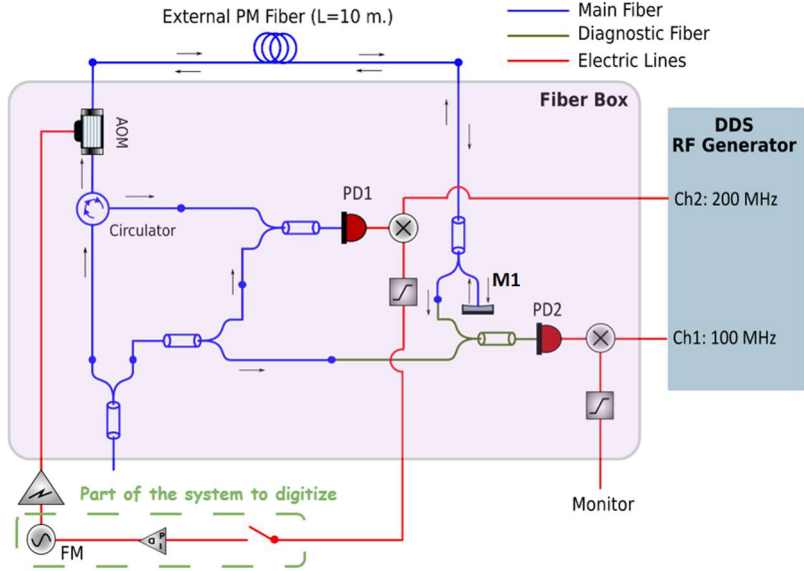 External PM Fiber (L=10 m.)
Main Fiber
Diagnostic Fiber
Electric Lines
Fiber Box
AOM
DDS
RF Generator
PD1
Ch2: 200 MHz
Circulator
M1
PD2
Ch1: 100 MHz
Part of the system to digitize
Monitor
FM
P I D